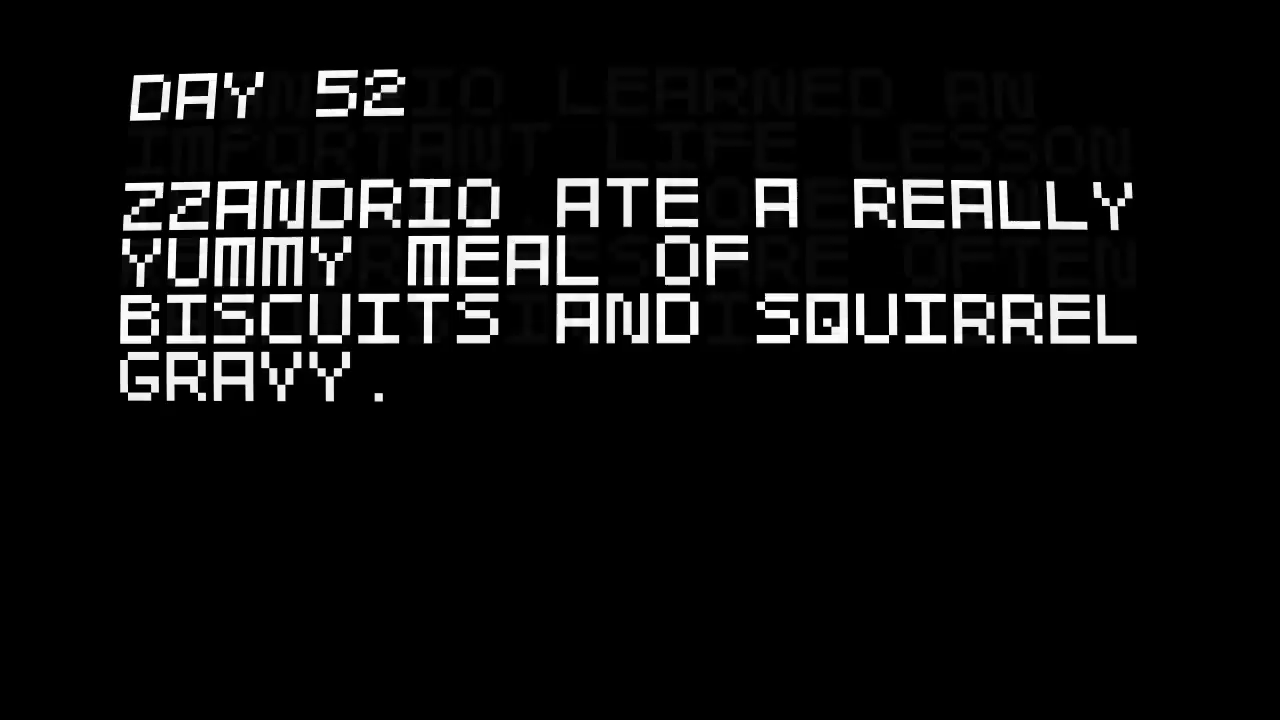 DAY 52
ZZANDRIO ATE A REALLY
YUMMY MEAL OF
BISCUITS AND SQUIRREL
GRAVY.